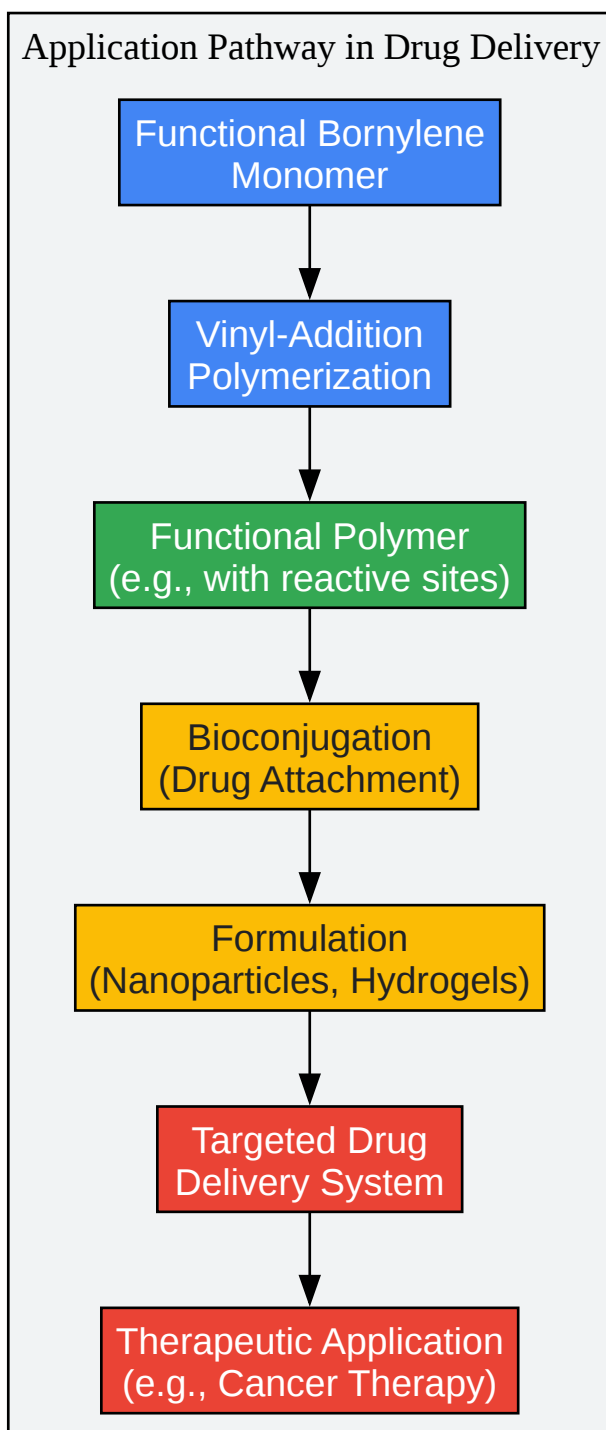 Application Pathway in Drug Delivery
Functional Bornylene
Monomer
Vinyl-Addition
Polymerization
Functional Polymer
(e.g., with reactive sites)
Bioconjugation
(Drug Attachment)
Formulation
(Nanoparticles, Hydrogels)
Targeted Drug
Delivery System
Therapeutic Application
(e.g., Cancer Therapy)